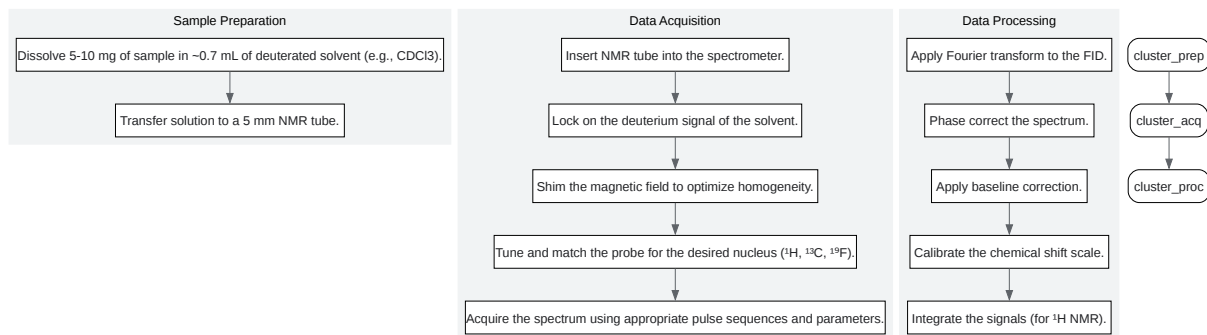 Sample Preparation
Dissolve 5-10 mg of sample in ~0.7 mL of deuterated solvent (e.g., CDCl3).
Transfer solution to a 5 mm NMR tube.
Data Acquisition
Insert NMR tube into the spectrometer.
Lock on the deuterium signal of the solvent.
Shim the magnetic field to optimize homogeneity.
Tune and match the probe for the desired nucleus (¹H, ¹³C, ¹⁹F).
Acquire the spectrum using appropriate pulse sequences and parameters.
Data Processing
Apply Fourier transform to the FID.
Phase correct the spectrum.
Apply baseline correction.
Calibrate the chemical shift scale.
Integrate the signals (for ¹H NMR).
cluster_prep
cluster_acq
cluster_proc